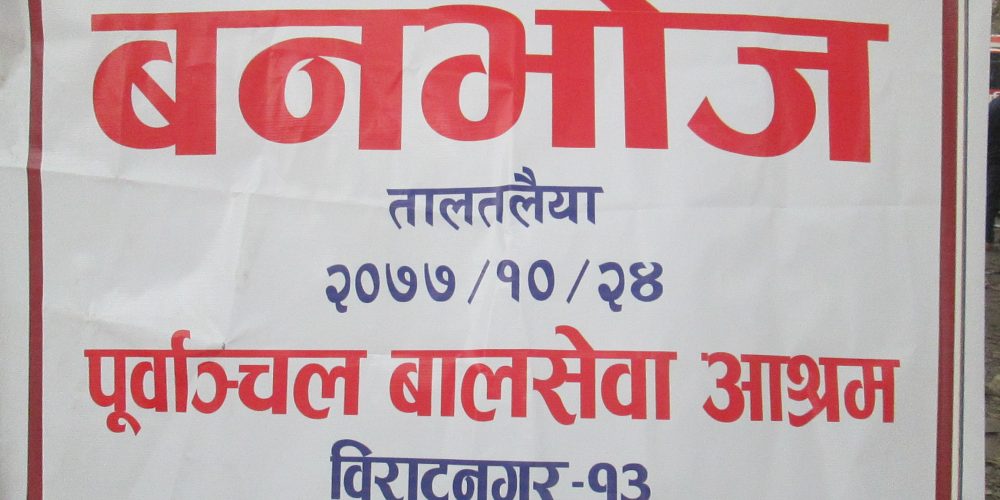 बनभोज
तालतलैया
२०७७/१०/२४
पूर्वाञ्चल बालसेवा आश्रम
विराटनगर-१३